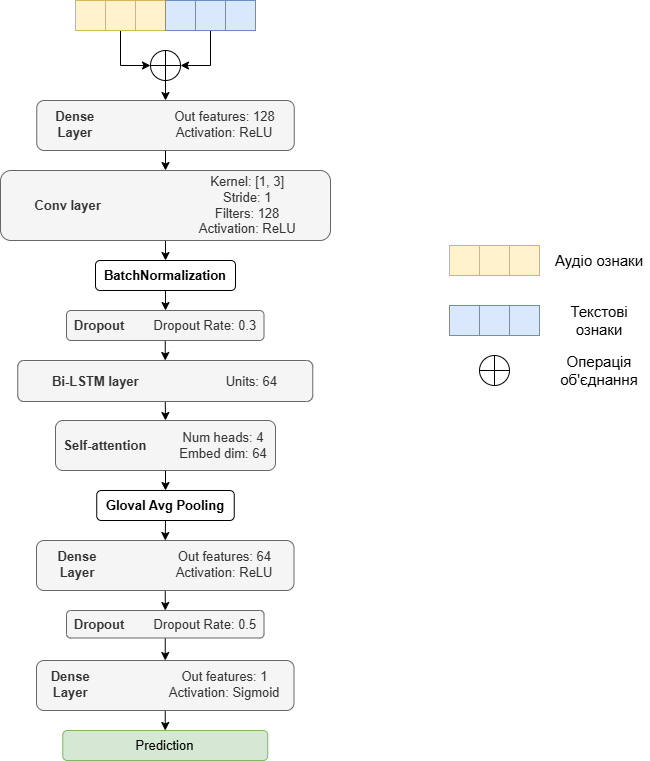 Dense
Layer
Out features: 128
Activation: ReLU
Conv layer
Kernel: [1, 3]
Stride: 1
Filters: 128
Activation: ReLU
BatchNormalization
Dropout
Dropout Rate: 0.3
Bi-LSTM layer
Units: 64
Self-attention
Num heads: 4
Embed dim: 64
Gloval Avg Pooling
Dense
Layer
Out features: 64
Activation: ReLU
Dropout
Dropout Rate: 0.5
Dense
Layer
Out features: 1
Activation: Sigmoid
Prediction
Аудіо ознаки
Текстові
ознаки
Операція
об'єднання